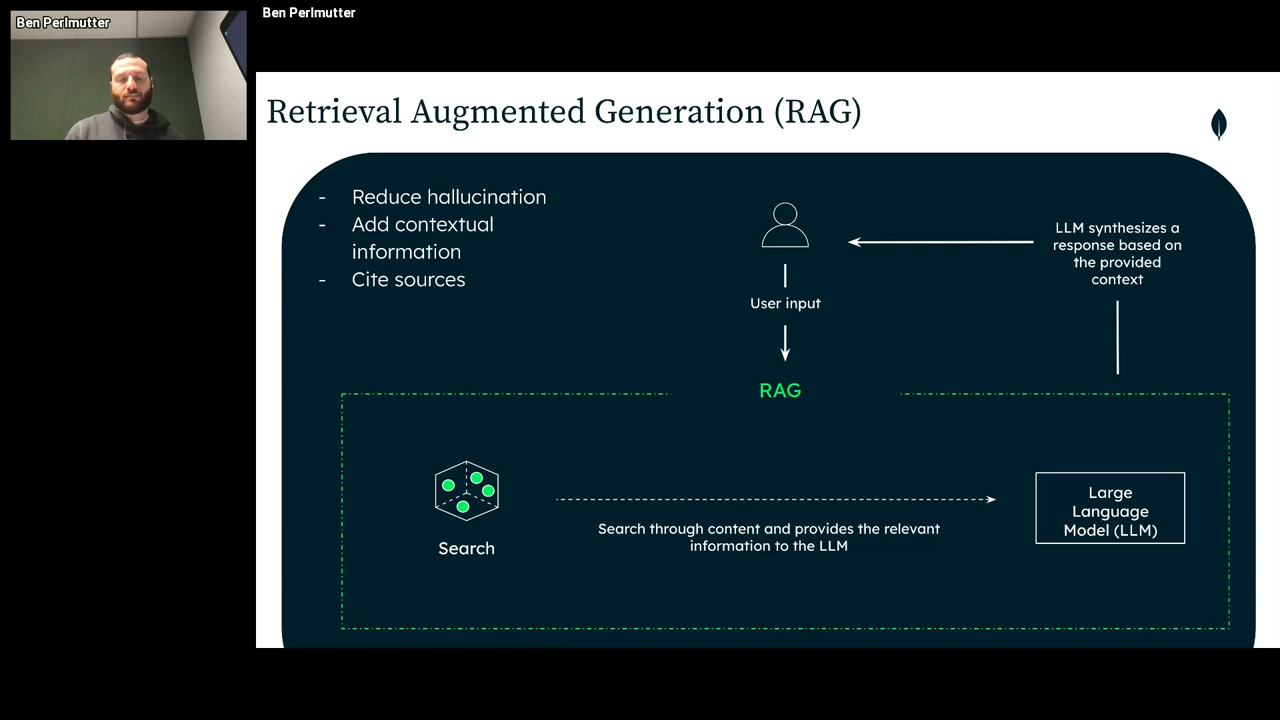 Ben Perlmutter
Ben Perlmutter
Retrieval Augmented Generation (RAG)
- Reduce hallucination
- Add contextual
information
- Cite sources
LLM synthesizes a
response based on
the provided
context
User input
RAG
Search
Search through content and provides the relevant
information to the LLM
Large
Language
Model (LLM)